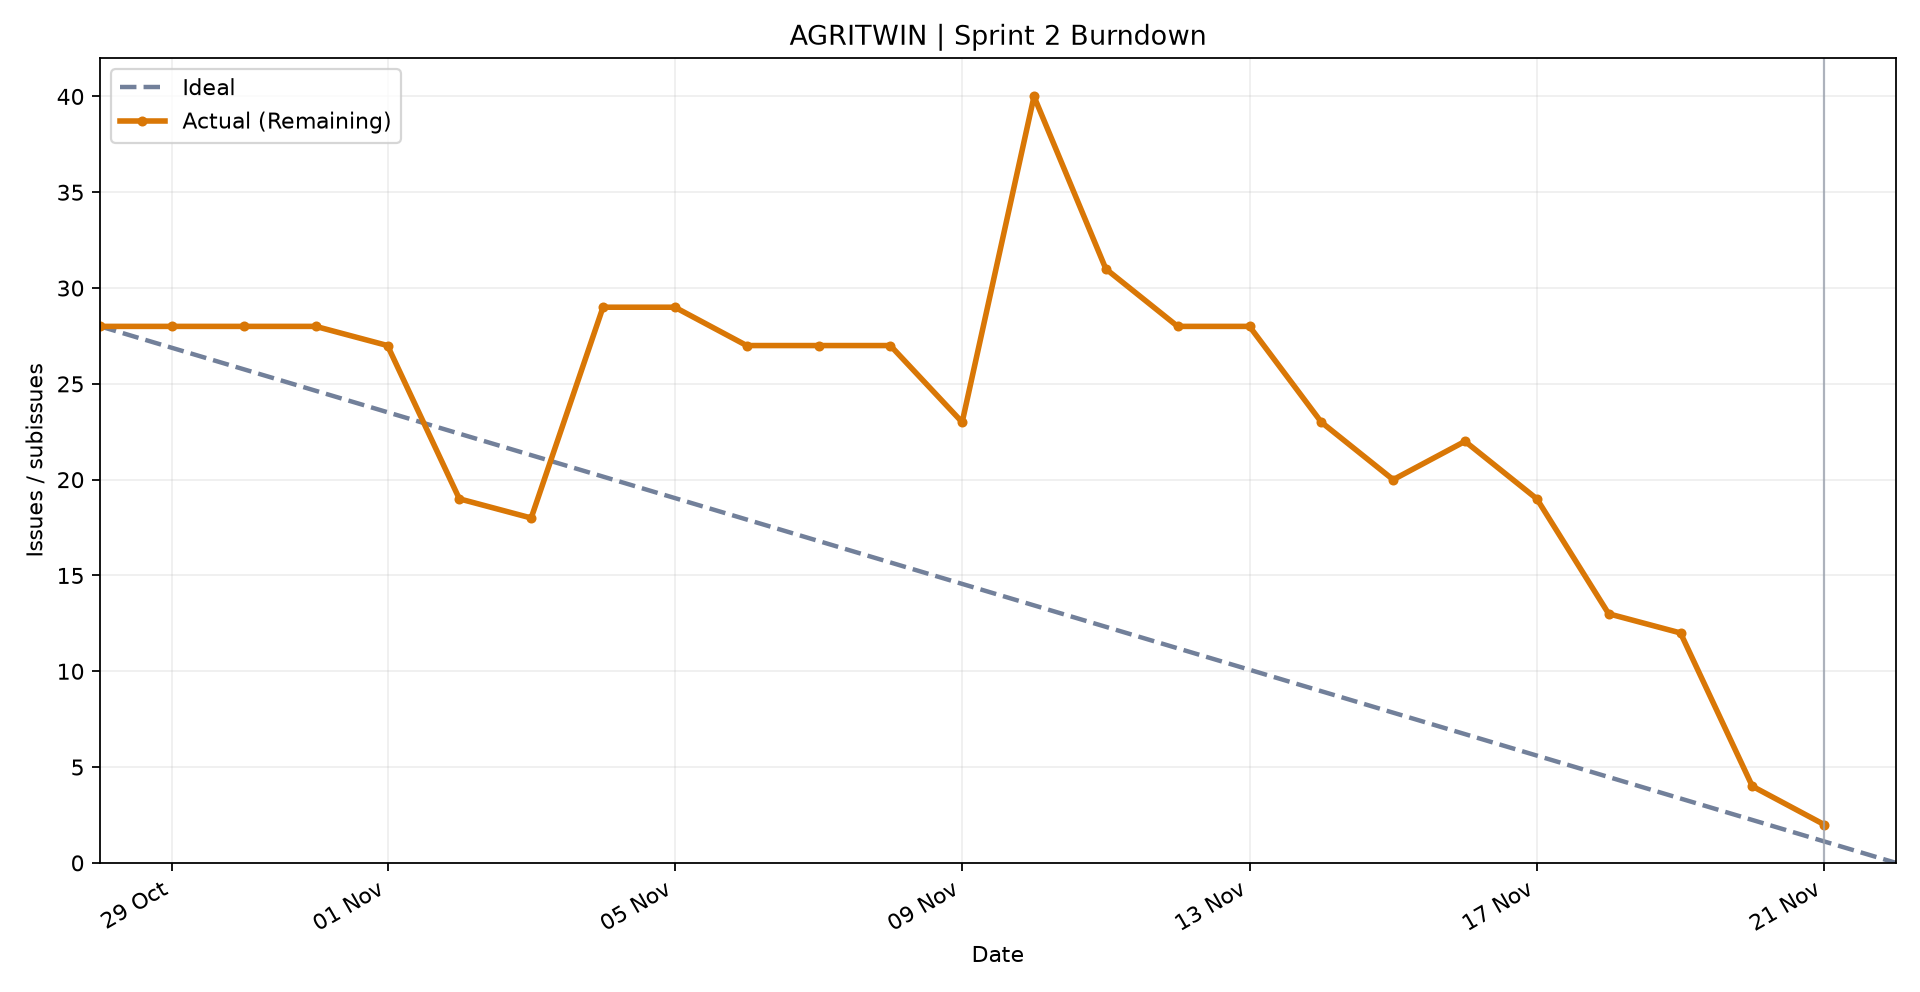 AGRITWIN | Sprint 2 Burndown
Ideal
Actual (Remaining)
40
35
30
25
20
15
10
5
0
Issues / subissues
29 Oct
01 Nov
05 Nov
09 Nov
13 Nov
17 Nov
21 Nov
Date